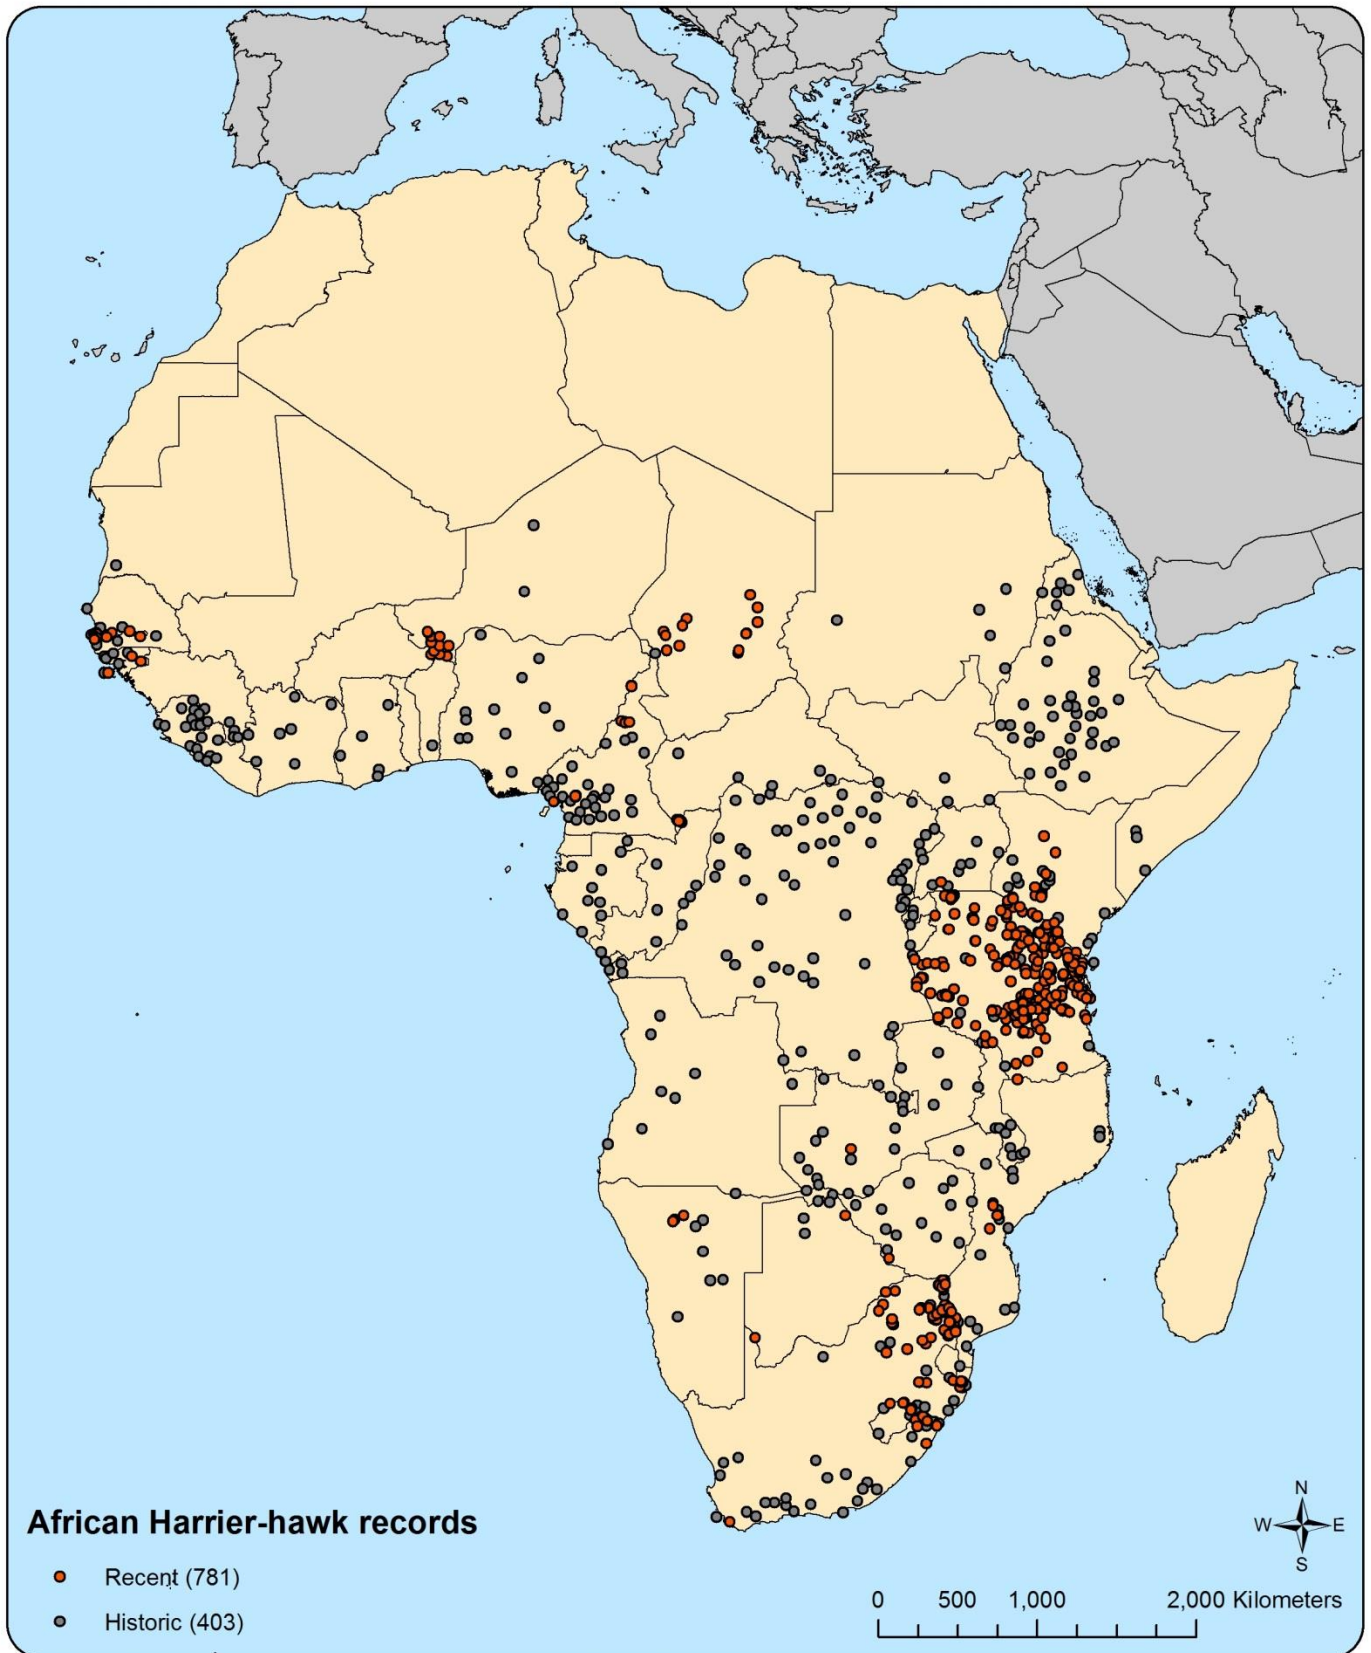 African Harrier-hawk records
Recent (781)
Historic (403)
N
W E
S
0 500 1,000 2,000 Kilometers